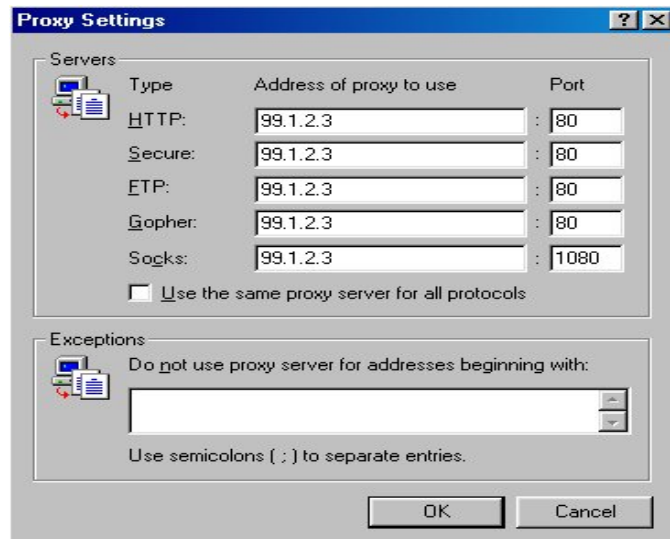 Proxy Settings
Servers
Type Address of proxy to use Port
HTTP: 99.1.2.3 : 80
Secure: 99.1.2.3 : 80
FTP: 99.1.2.3 : 80
Gopher: 99.1.2.3 : 80
Socks: 99.1.2.3 : 1080
Use the same proxy server for all protocols
Exceptions
Do not use proxy server for addresses beginning with:
Use semicolons ( ; ) to separate entries.
OK Cancel